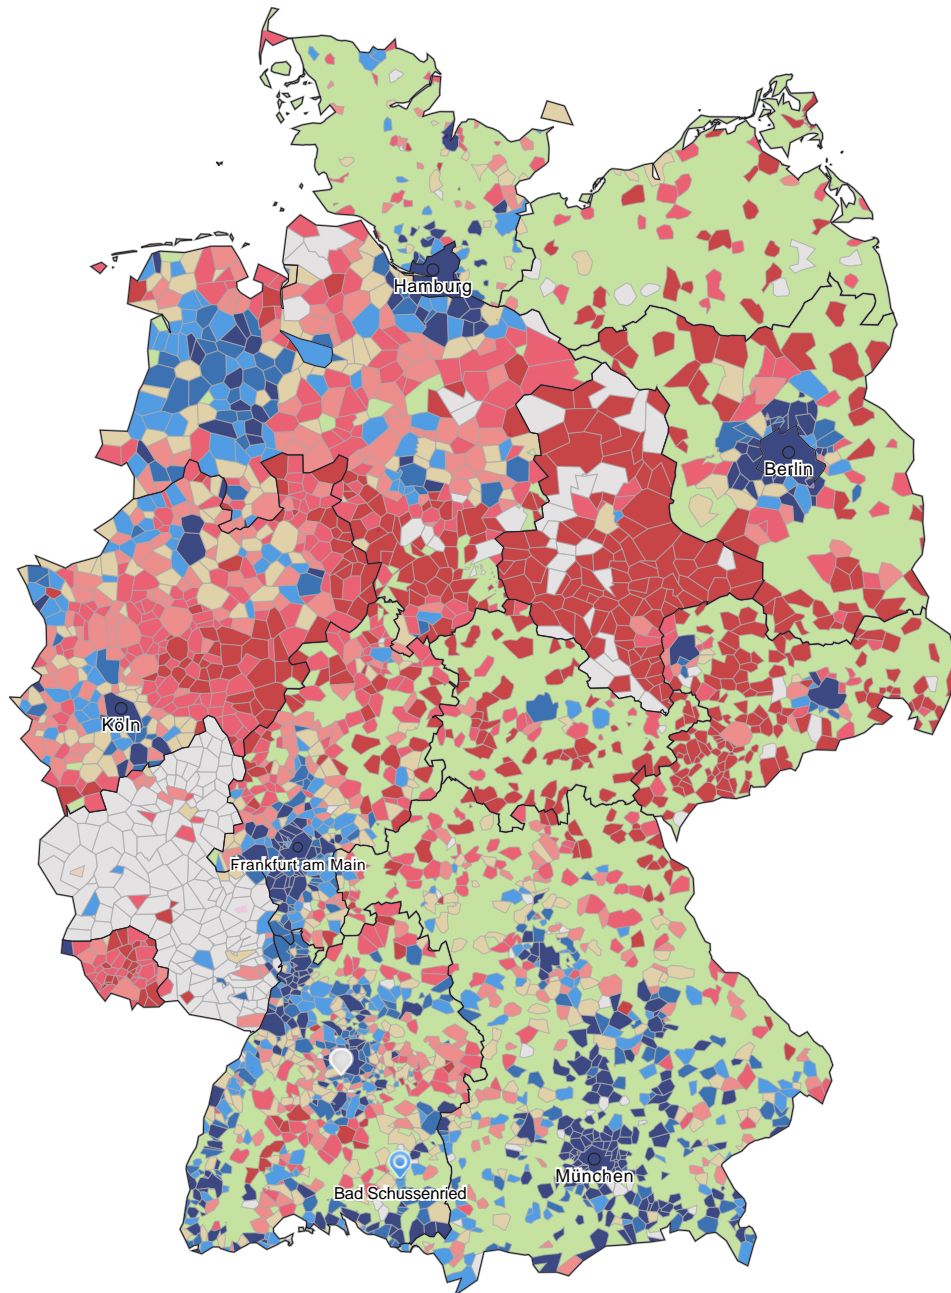 Hamburg
Berlin
Köln
Frankfurt am Main
München
Bad Schussenried